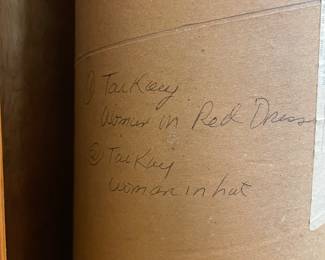 ① Tarkay
Woman in Red Dress
② Tarkay
woman in hat